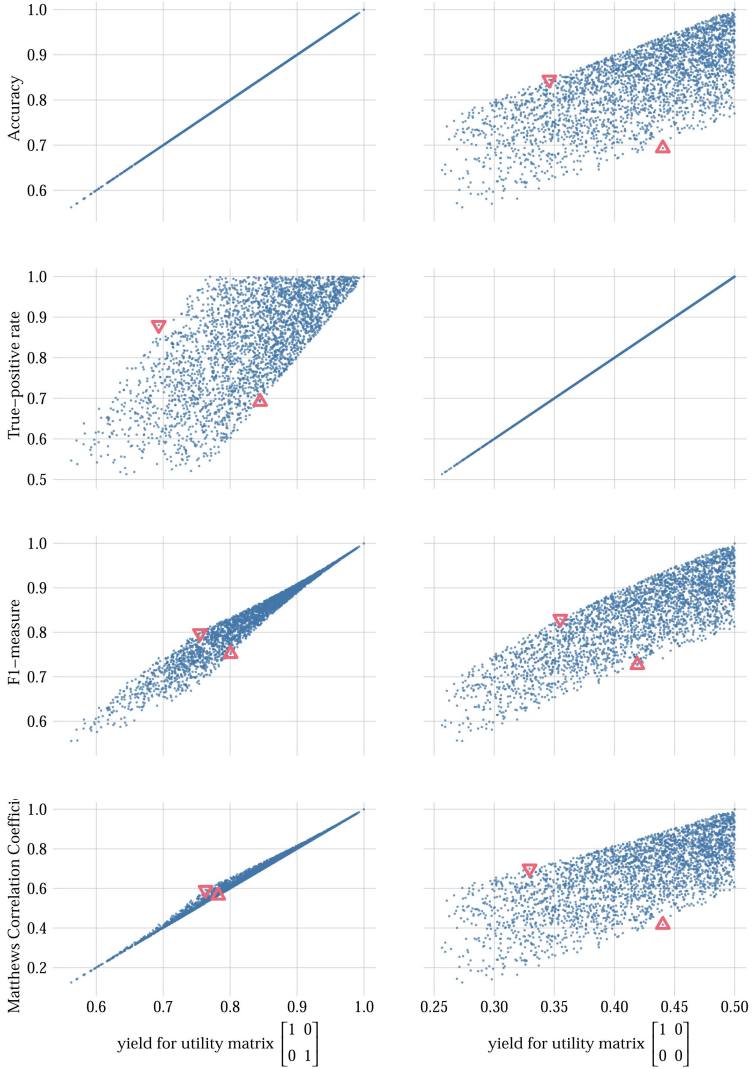 Accuracy
1.0
0.9
0.8
0.7
0.6
True–positive rate
1.0
0.9
0.8
0.7
0.6
0.5
F1–measure
1.0
0.9
0.8
0.7
0.6
Matthews Correlation Coeffici
1.0
0.8
0.6
0.4
0.2
0.6 0.7 0.8 0.9 1.0
0.25 0.30 0.35 0.40 0.45 0.50
yield for utility matrix [1 0
0 1]
yield for utility matrix [1 0
0 0]